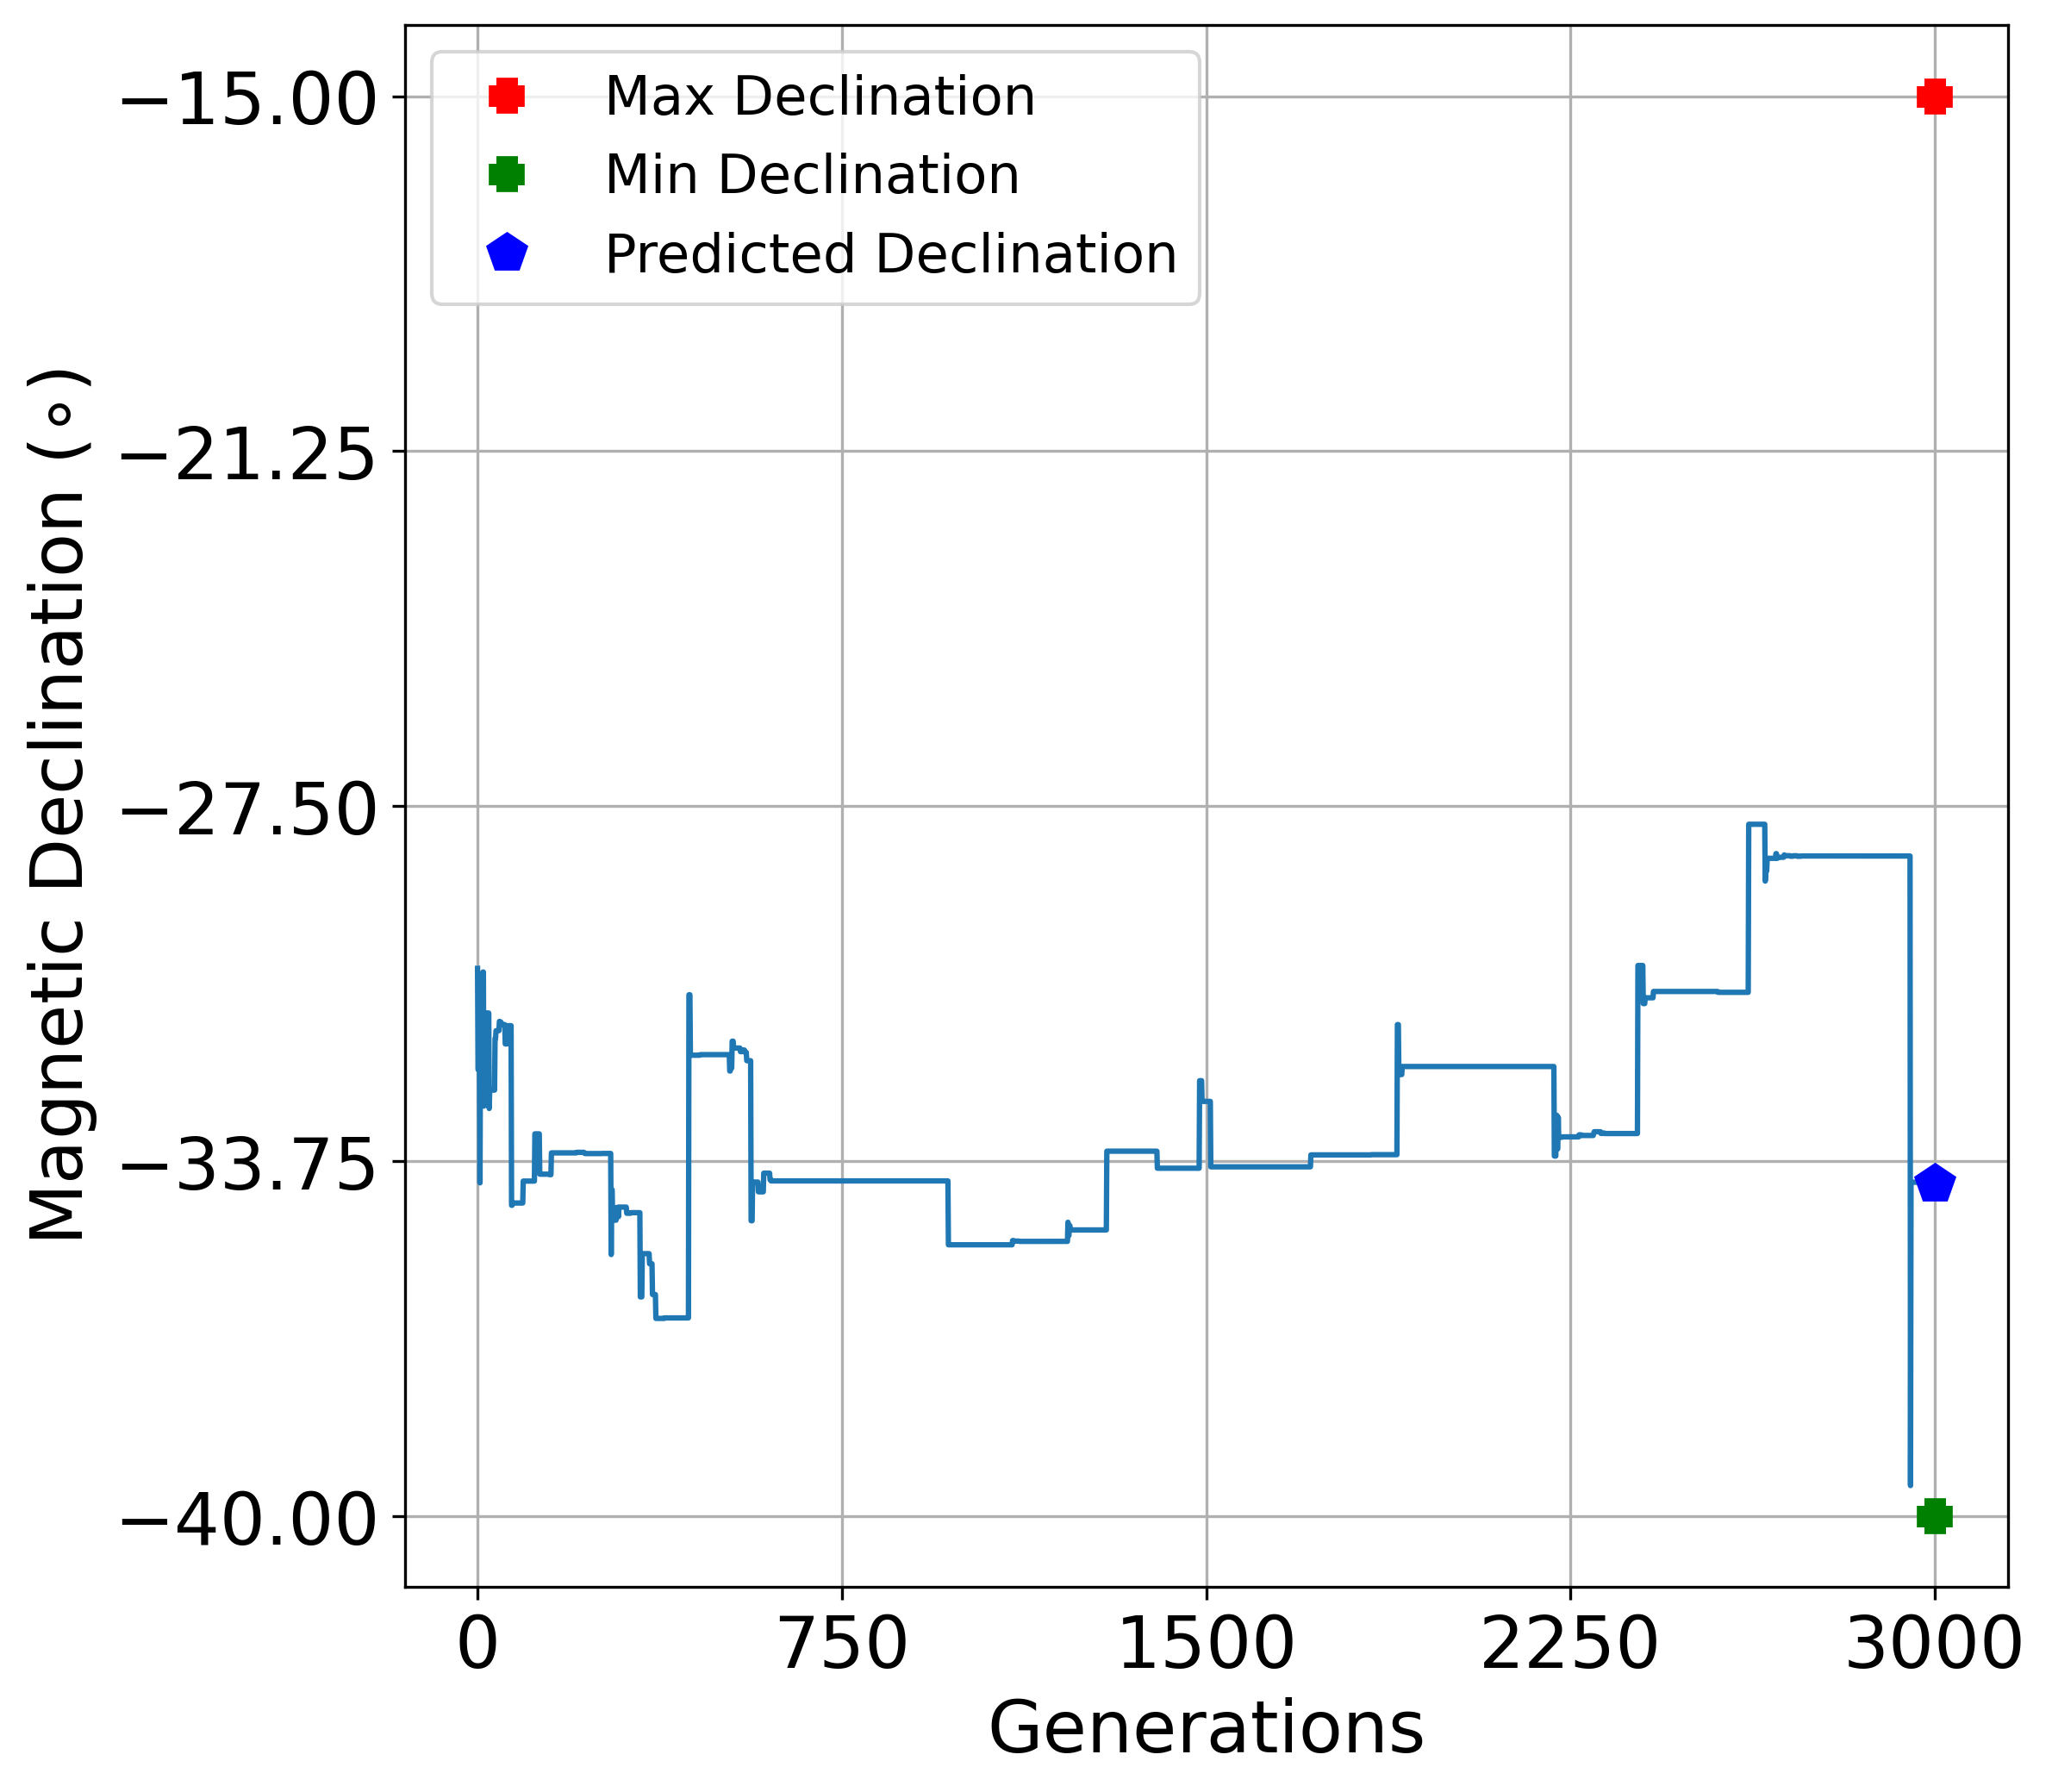 Magnetic Declination (∘)
−15.00
−21.25
−27.50
−33.75
−40.00
Max Declination
Min Declination
Predicted Declination
0
750
1500
2250
3000
Generations